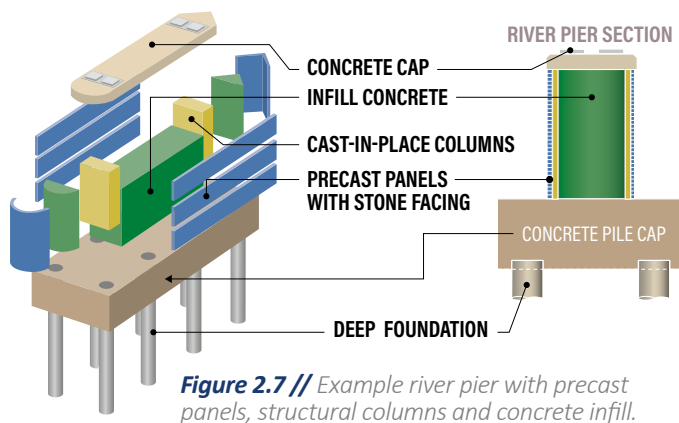 RIVER PIER SECTION
CONCRETE CAP
INFILL CONCRETE
CAST-IN-PLACE COLUMNS
PRECAST PANELS
WITH STONE FACING
CONCRETE PILE CAP
DEEP FOUNDATION
Figure 2.7 // Example river pier with precast
panels, structural columns and concrete infill.